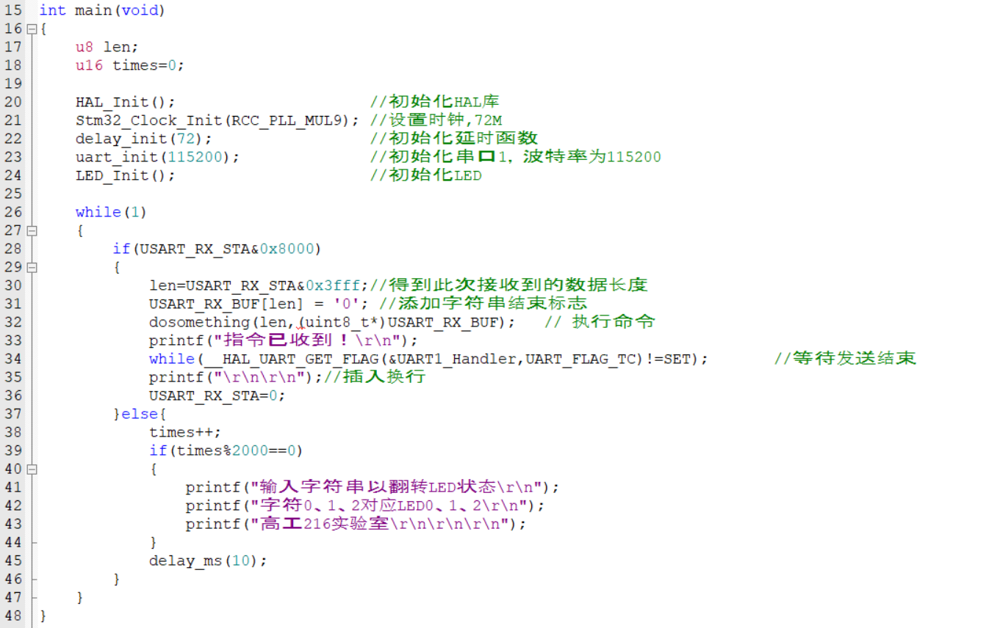 15 int main(void)
16 {
17 u8 len;
18 u16 times=0;
19
20 HAL_Init(); //初始化HAL库
21 Stm32_Clock_Init(RCC_PLL_MUL9); //设置时钟,72M
22 delay_init(72); //初始化延时函数
23 uart_init(115200); //初始化串口1, 波特率为115200
24 LED_Init(); //初始化LED
25
26 while(1)
27 {
28 if(USART_RX_STA&0x8000)
29 {
30 len=USART_RX_STA&0x3fff;//得到此次接收到的数据长度
31 USART_RX_BUF[len] = '0'; //添加字符串结束标志
32 dosomething(len,(uint8_t*)USART_RX_BUF); // 执行命令
33 printf("指令已收到！\r\n");
34 while(__HAL_UART_GET_FLAG(&UART1_Handler,UART_FLAG_TC)!=SET); //等待发送结束
35 printf("\r\n\r\n");//插入换行
36 USART_RX_STA=0;
37 }else{
38 times++;
39 if(times%2000==0)
40 {
41 printf("输入字符串以翻转LED状态\r\n");
42 printf("字符0、1、2对应LED0、1、2\r\n");
43 printf("高工216实验室\r\n\r\n\r\n");
44 }
45 delay_ms(10);
46 }
47 }
48 }